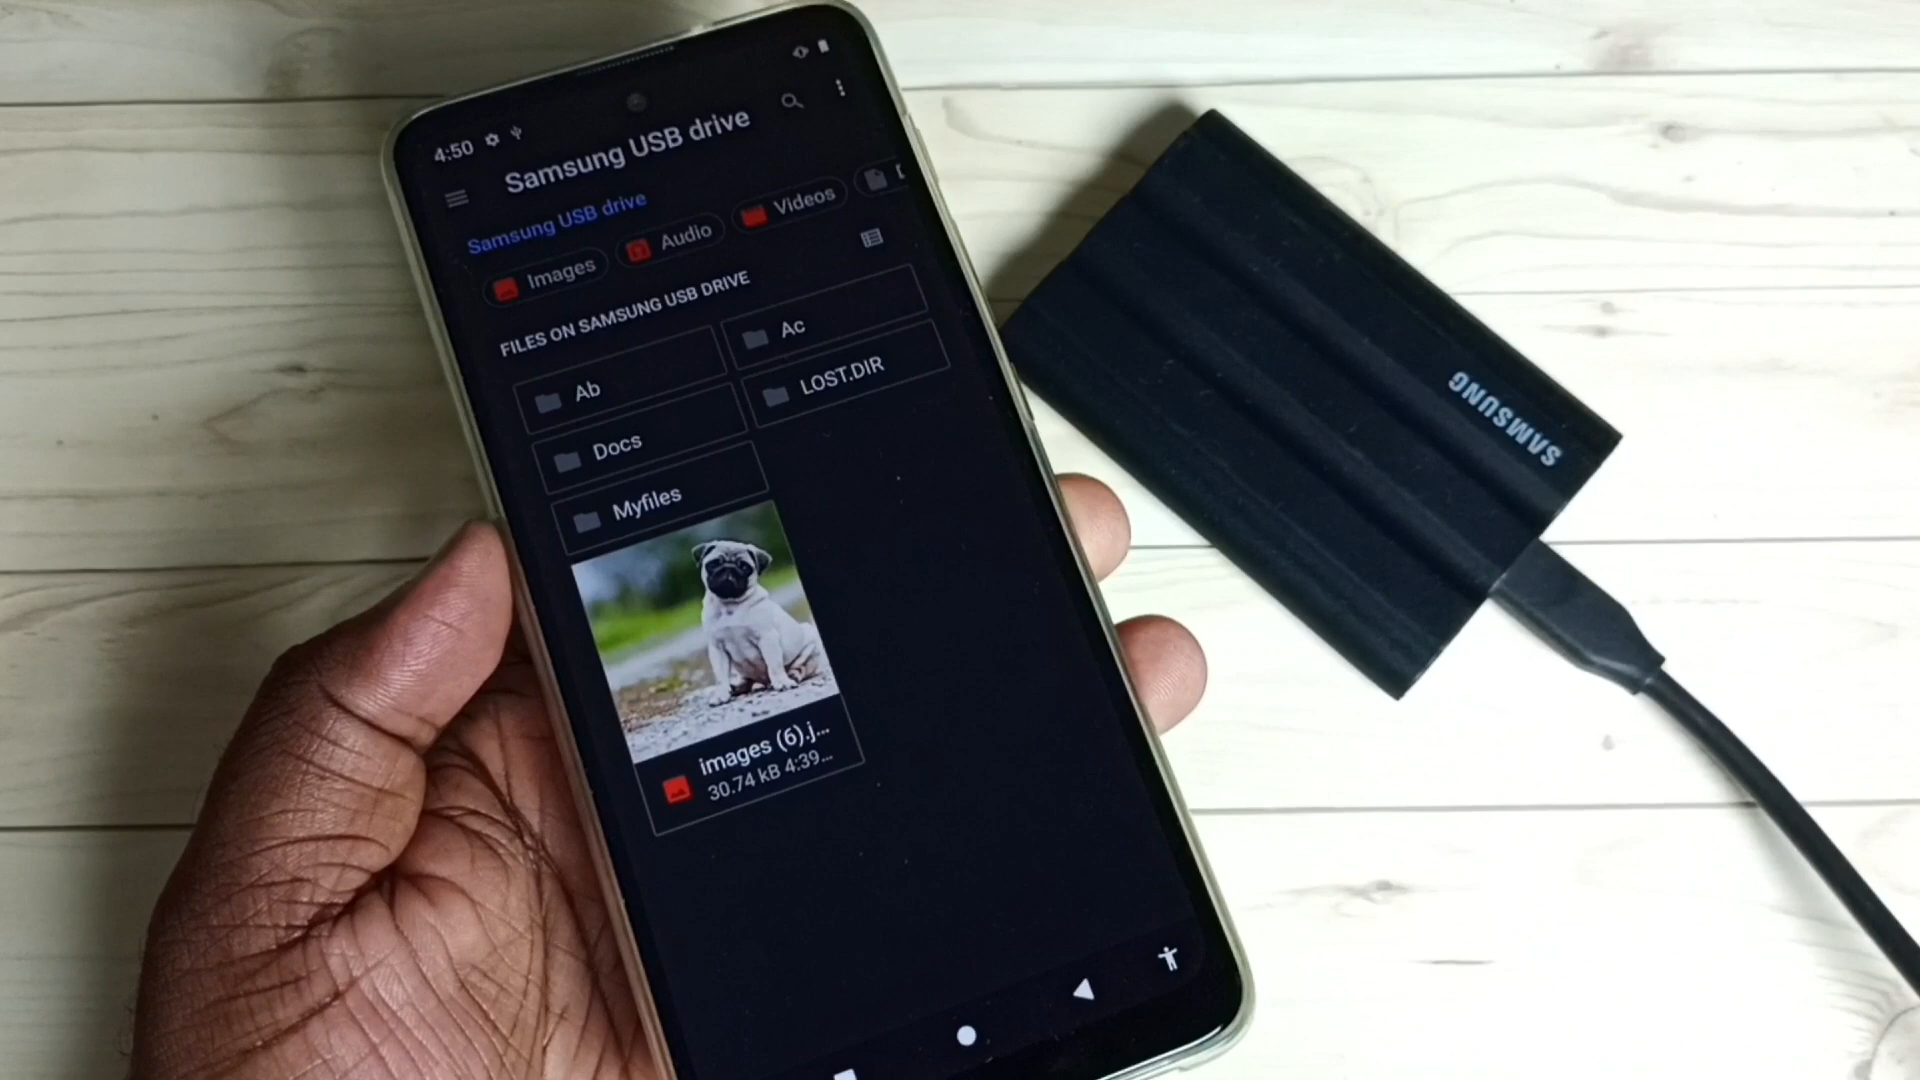 4:50
Samsung USB drive
Samsung USB drive
Images
Audio
Videos
FILES ON SAMSUNG USB DRIVE
Ab
Ac
Docs
LOST.DIR
Myfiles
images (6).j...
30.74 kB 4:39...
SAMSUNG